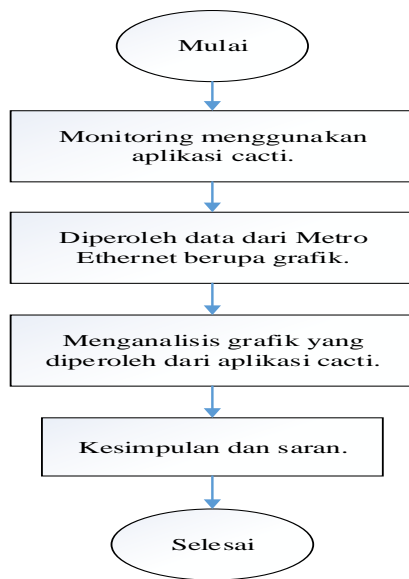 Mulai
Monitoring menggunakan
aplikasi cacti.
Diperoleh data dari Metro
Ethernet berupa grafik.
Menganalisis grafik yang
diperoleh dari aplikasi cacti.
Kesimpulan dan saran.
Selesai